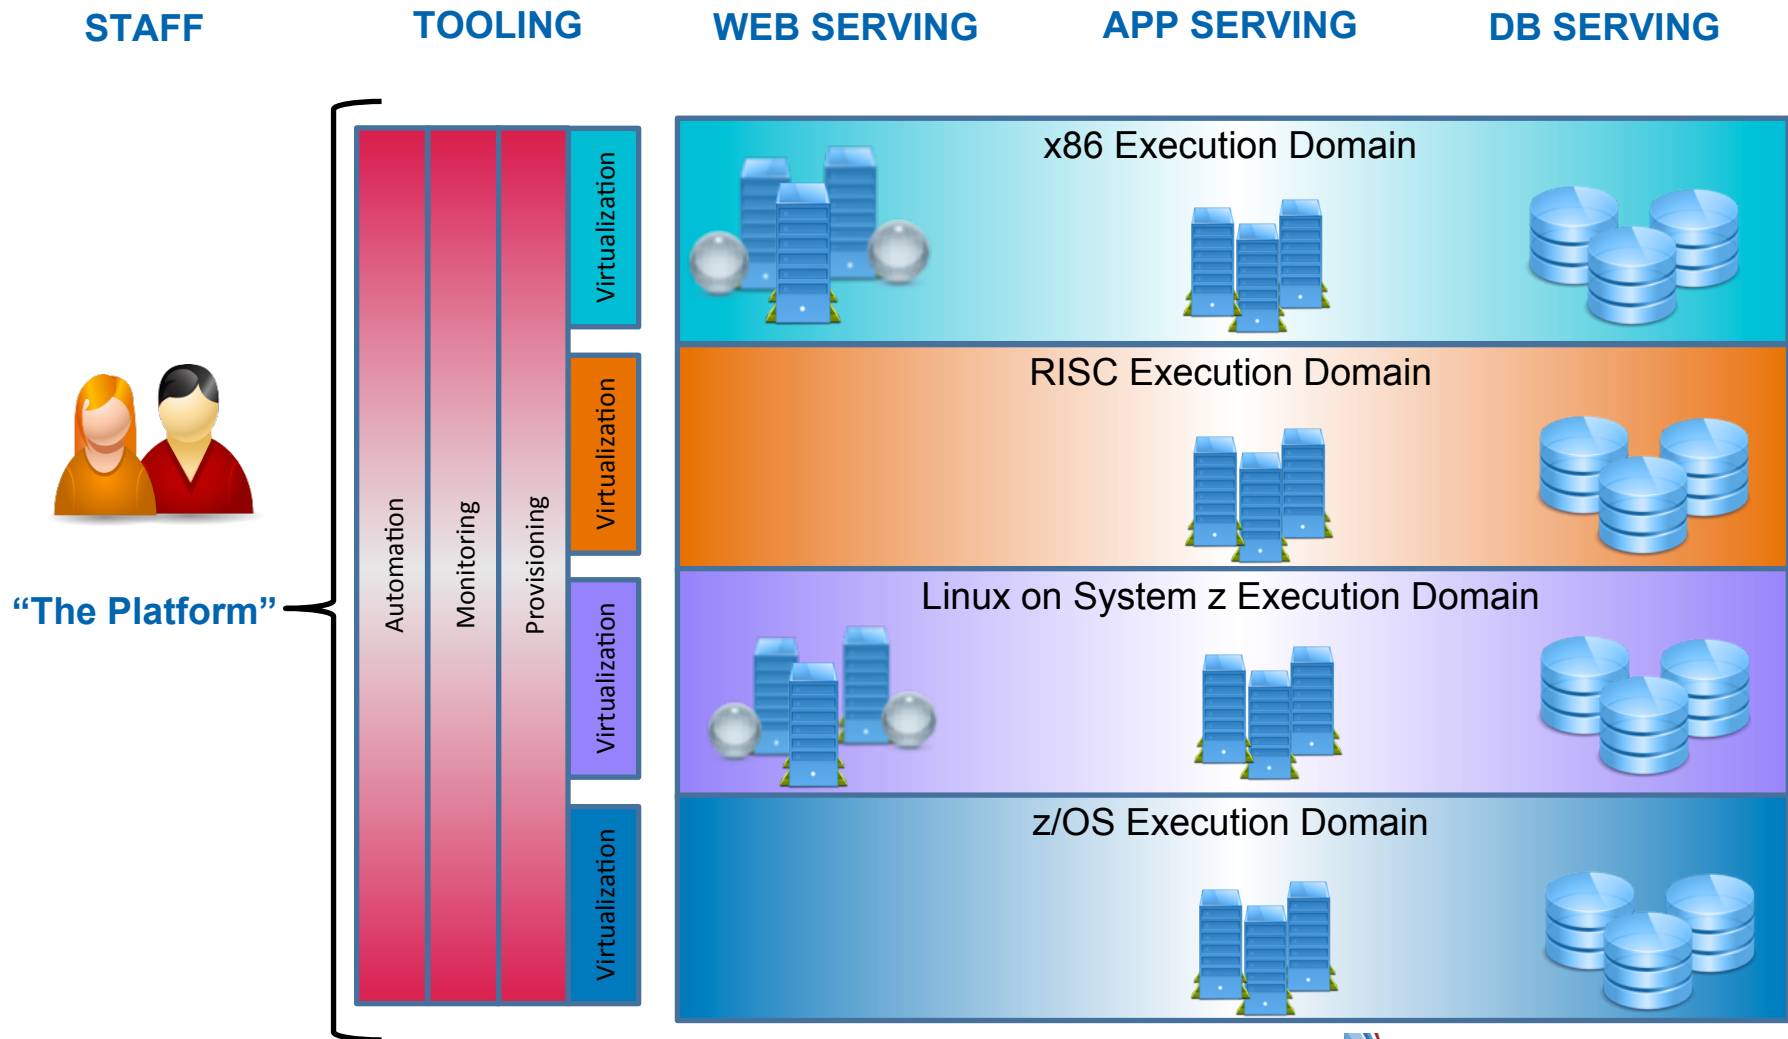 STAFF
TOOLING
WEB SERVING
APP SERVING
DB SERVING
“The Platform”
Automation
Monitoring
Provisioning
Virtualization
Virtualization
Virtualization
Virtualization
x86 Execution Domain
RISC Execution Domain
Linux on System z Execution Domain
z/OS Execution Domain